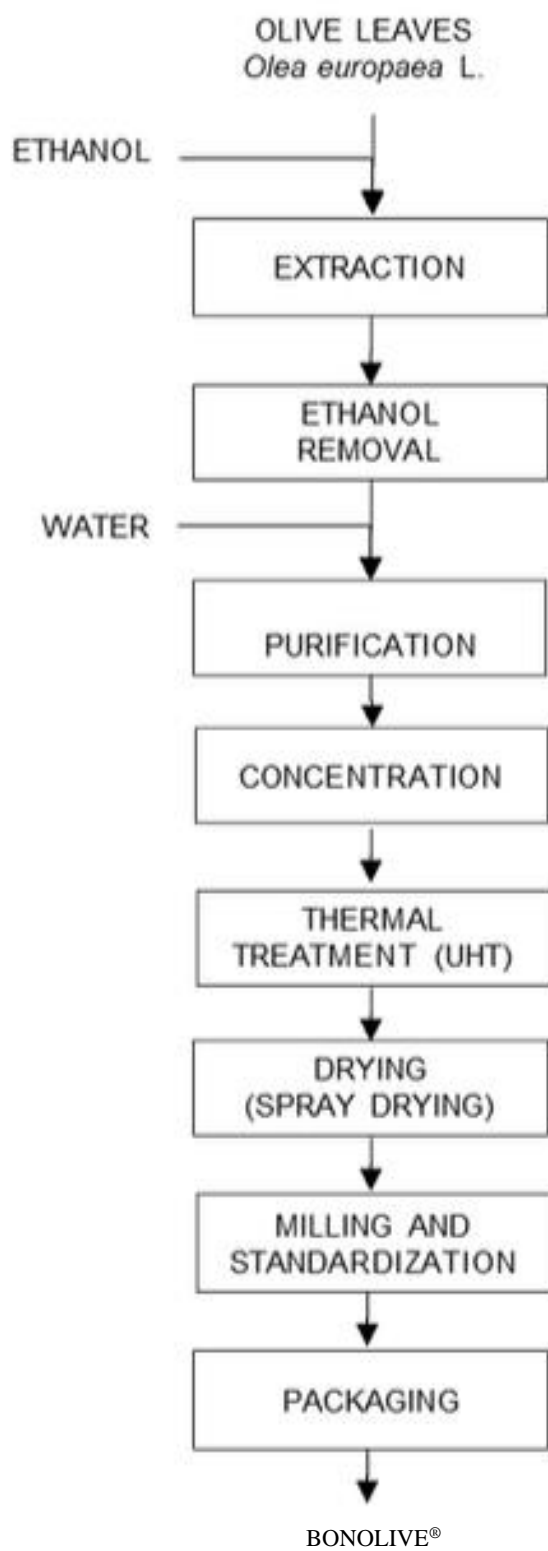 OLIVE LEAVES
Olea europaea L.
ETHANOL
EXTRACTION
ETHANOL
REMOVAL
WATER
PURIFICATION
CONCENTRATION
THERMAL
TREATMENT (UHT)
DRYING
(SPRAY DRYING)
MILLING AND
STANDARDIZATION
PACKAGING
BONOLIVE®